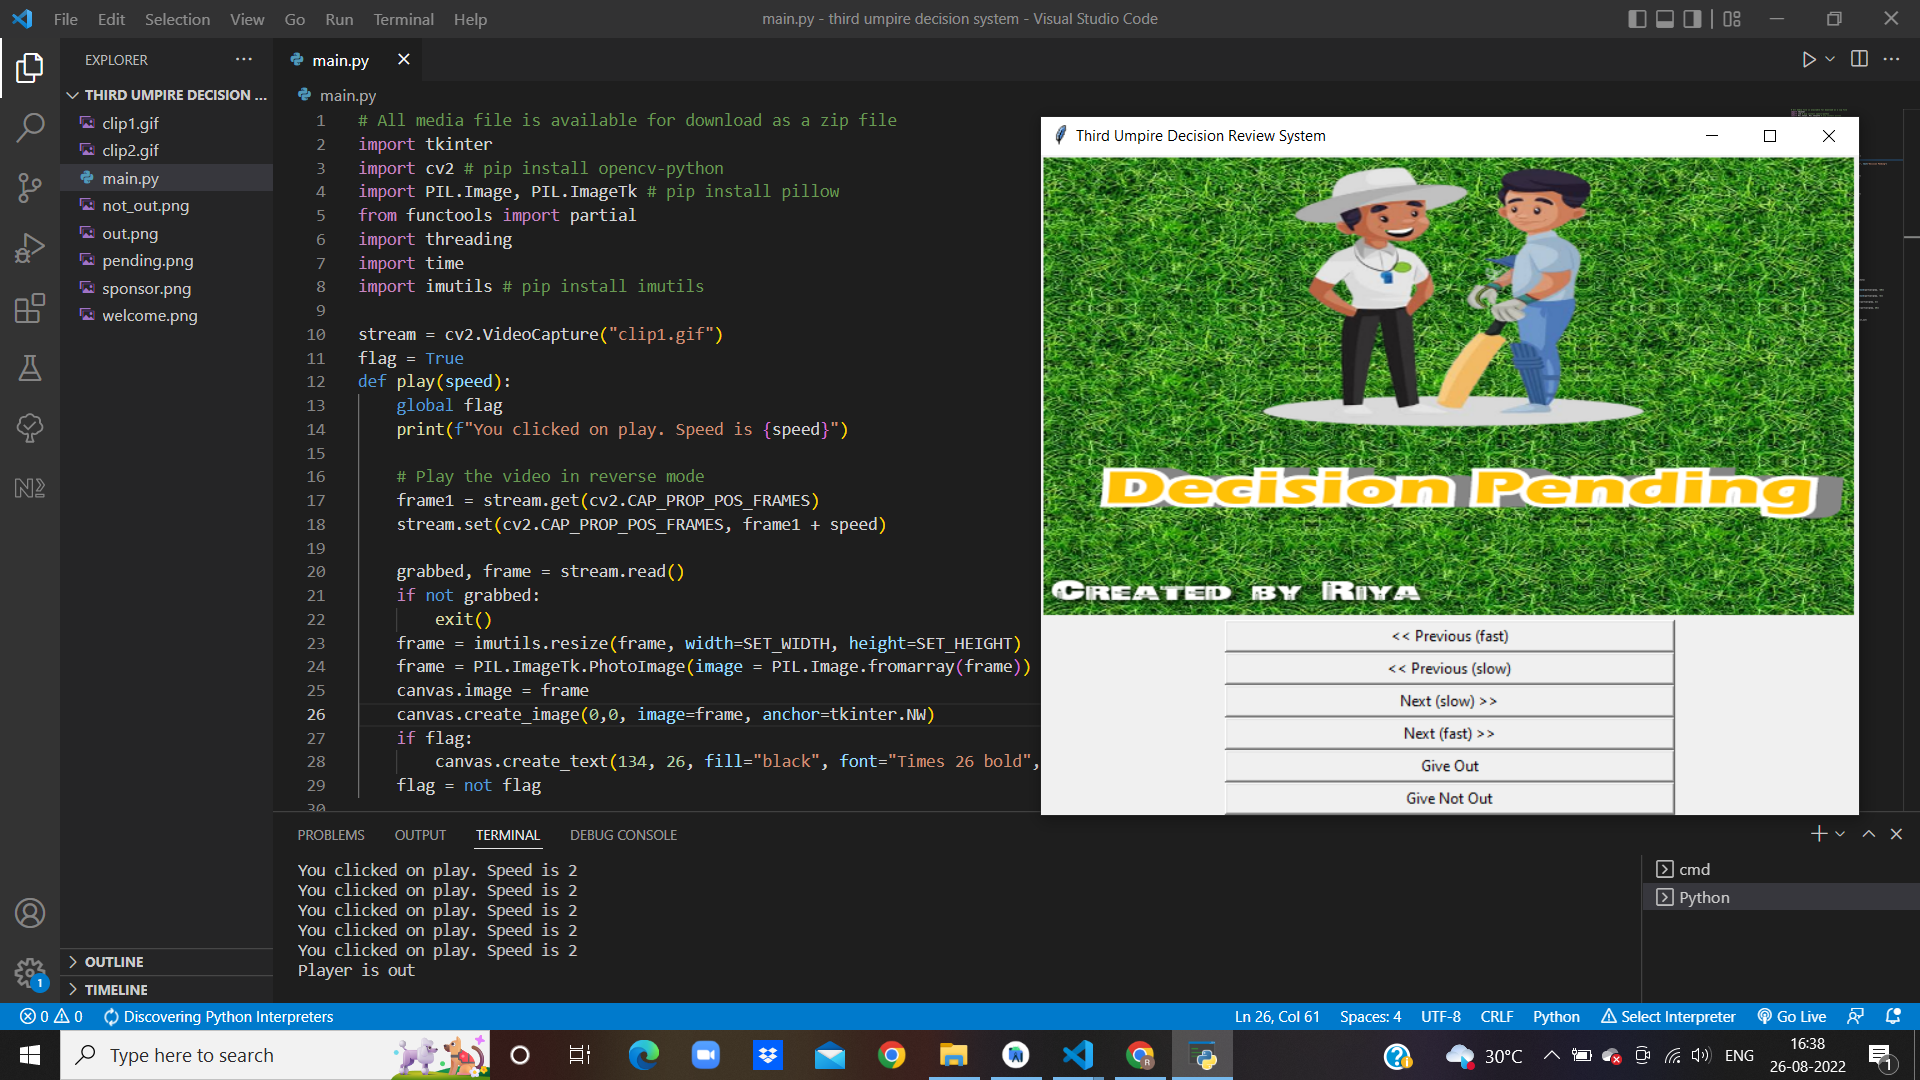 File Edit Selection View Go Run Terminal Help
main.py - third umpire decision system - Visual Studio Code
EXPLORER
THIRD UMPIRE DECISION ...
clip1.gif
clip2.gif
main.py
not_out.png
out.png
pending.png
sponsor.png
welcome.png
OUTLINE
TIMELINE
main.py
main.py
1 # All media file is available for download as a zip file
2 import tkinter
3 import cv2 # pip install opencv-python
4 import PIL.Image, PIL.ImageTk # pip install pillow
5 from functools import partial
6 import threading
7 import time
8 import imutils # pip install imutils
9
10 stream = cv2.VideoCapture("clip1.gif")
11 flag = True
12 def play(speed):
13 global flag
14 print(f"You clicked on play. Speed is {speed}")
15
16 # Play the video in reverse mode
17 frame1 = stream.get(cv2.CAP_PROP_POS_FRAMES)
18 stream.set(cv2.CAP_PROP_POS_FRAMES, frame1 + speed)
19
20 grabbed, frame = stream.read()
21 if not grabbed:
22 exit()
23 frame = imutils.resize(frame, width=SET_WIDTH, height=SET_HEIGHT)
24 frame = PIL.ImageTk.PhotoImage(image = PIL.Image.fromarray(frame))
25 canvas.image = frame
26 canvas.create_image(0,0, image=frame, anchor=tkinter.NW)
27 if flag:
28 canvas.create_text(134, 26, fill="black", font="Times 26 bold",
29 flag = not flag
30
Third Umpire Decision Review System
Decision Pending
CREATED BY RIYA
<< Previous (fast)
<< Previous (slow)
Next (slow) >>
Next (fast) >>
Give Out
Give Not Out
PROBLEMS OUTPUT TERMINAL DEBUG CONSOLE
You clicked on play. Speed is 2
You clicked on play. Speed is 2
You clicked on play. Speed is 2
You clicked on play. Speed is 2
You clicked on play. Speed is 2
Player is out
cmd
Python
1
0 0 Discovering Python Interpreters
Ln 26, Col 61 Spaces: 4 UTF-8 CRLF Python Select Interpreter Go Live
Type here to search
30°C ENG
16:38
26-08-2022
1